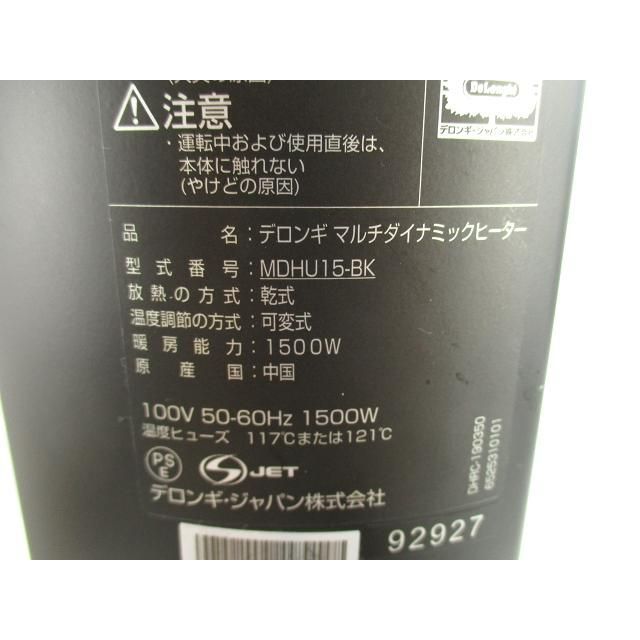 ⚠注意
・運転中および使用直後は、
本体に触れない
(やけどの原因)
DeLonghi
デロンギ・ジャパン株式会社
品名：デロンギ マルチダイナミックヒーター
型式番号：MDHU15-BK
放熱の方式：乾式
温度調節の方式：可変式
暖房能力：1500W
原産国：中国
100V 50-60Hz 1500W
温度ヒューズ 117℃または121℃
PSE
JET
デロンギ・ジャパン株式会社
DHRC-190350
6525310101
92927